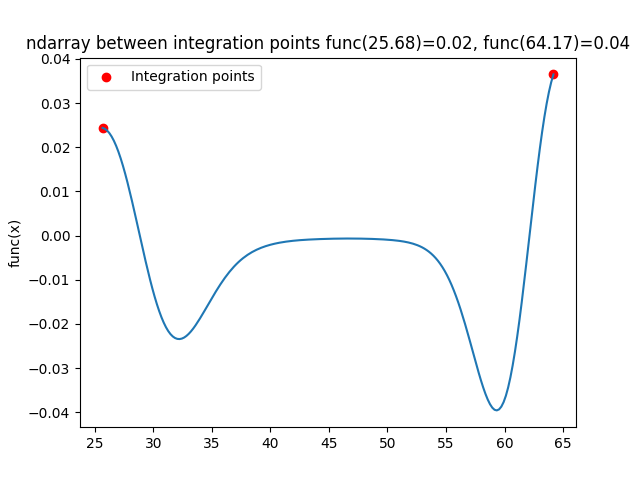 ndarray between integration points func(25.68)=0.02, func(64.17)=0.04
Integration points
func(x)
0.04
0.03
0.02
0.01
0.00
−0.01
−0.02
−0.03
−0.04
25 30 35 40 45 50 55 60 65